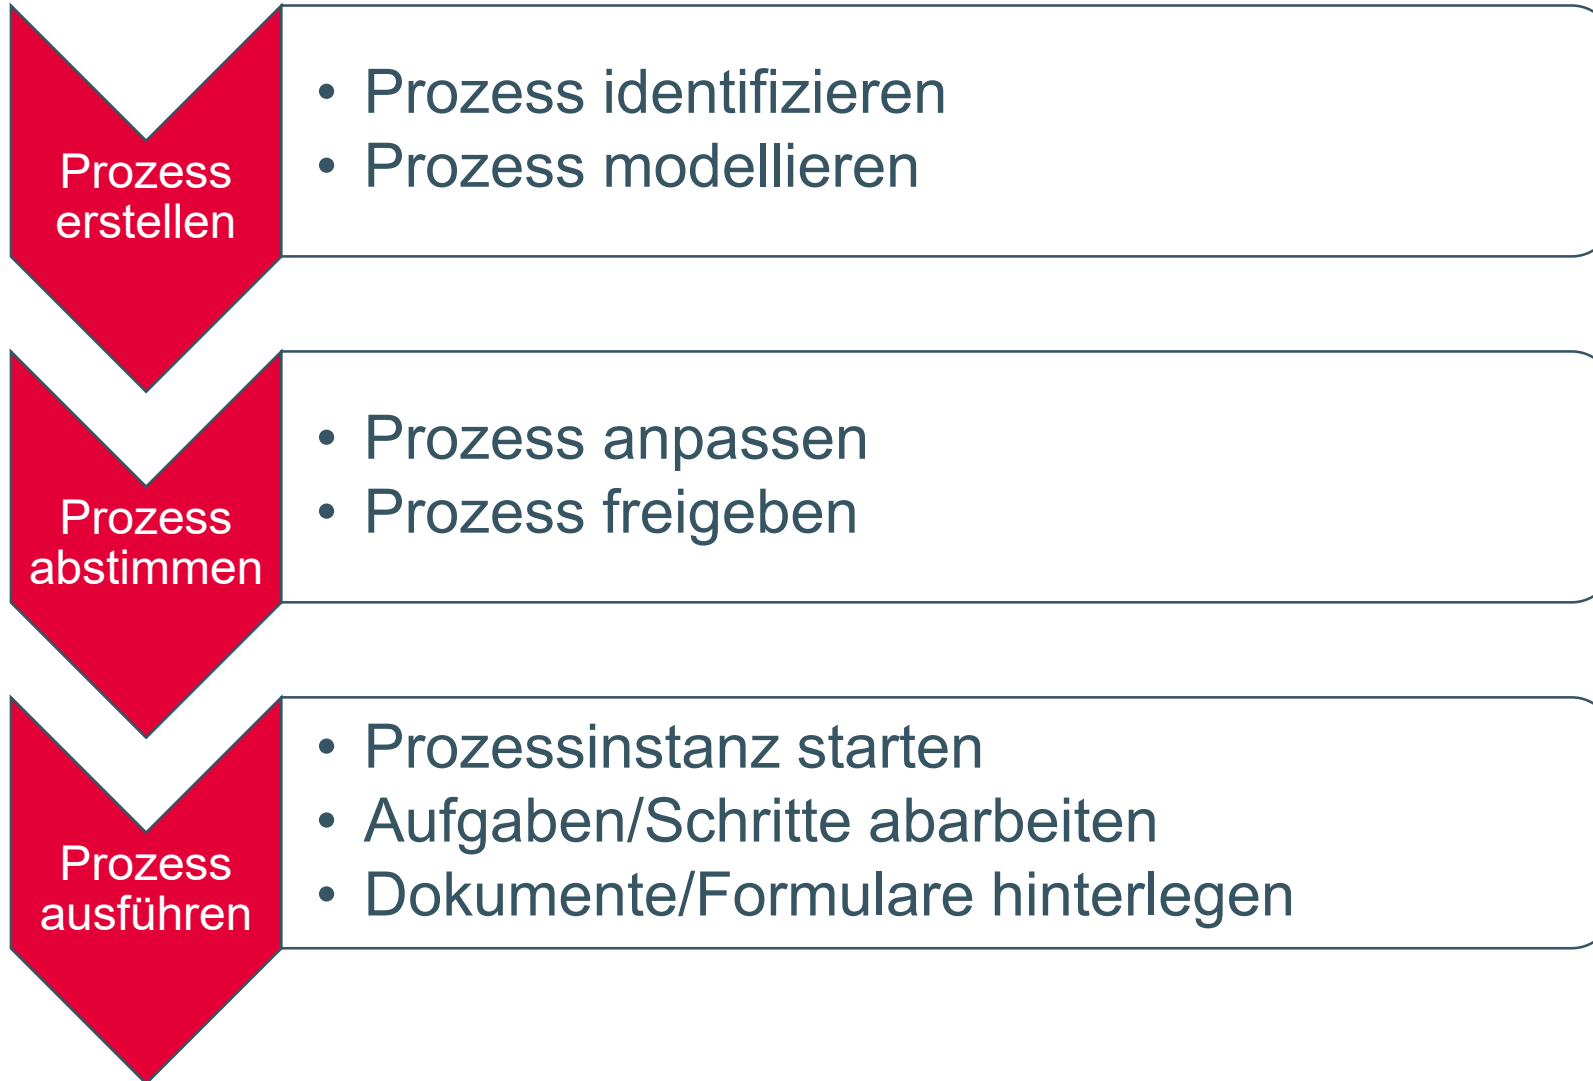 Prozess
erstellen
• Prozess identifizieren
• Prozess modellieren
Prozess
abstimmen
• Prozess anpassen
• Prozess freigeben
Prozess
ausführen
• Prozessinstanz starten
• Aufgaben/Schritte abarbeiten
• Dokumente/Formulare hinterlegen